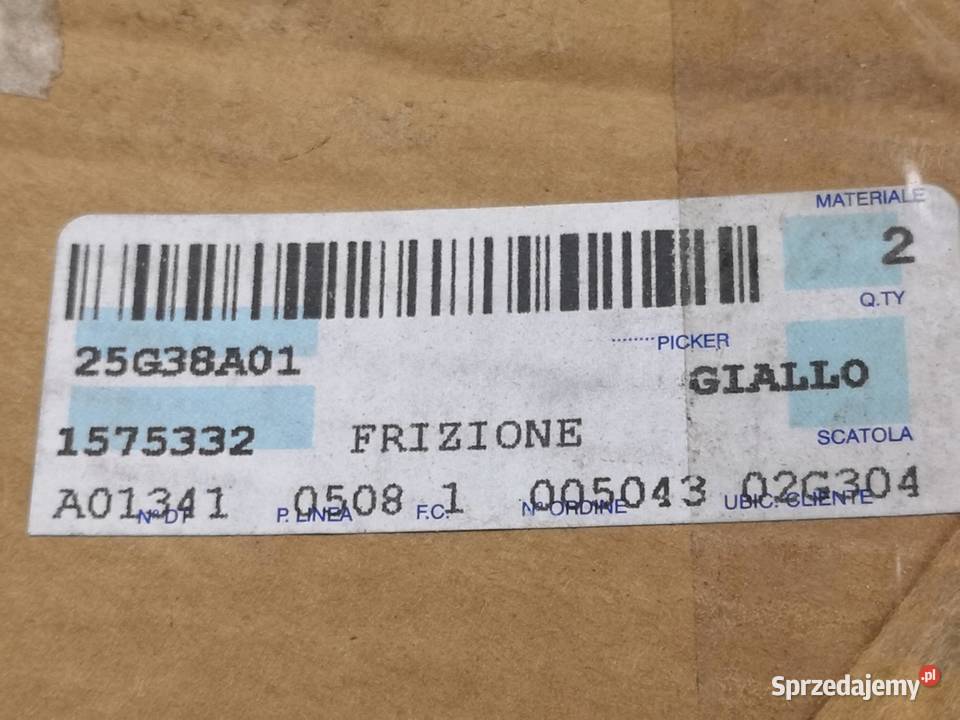 MATERIALE
2
Q.TY
PICKER
25G38A01
GIALLO
1575332 FRIZIONE
SCATOLA
A01341 0508 1 005043 02G304
N° DT P. LINEA F.C. N° ORDINE UBIC. CLIENTE
Sprzedajemy.pl